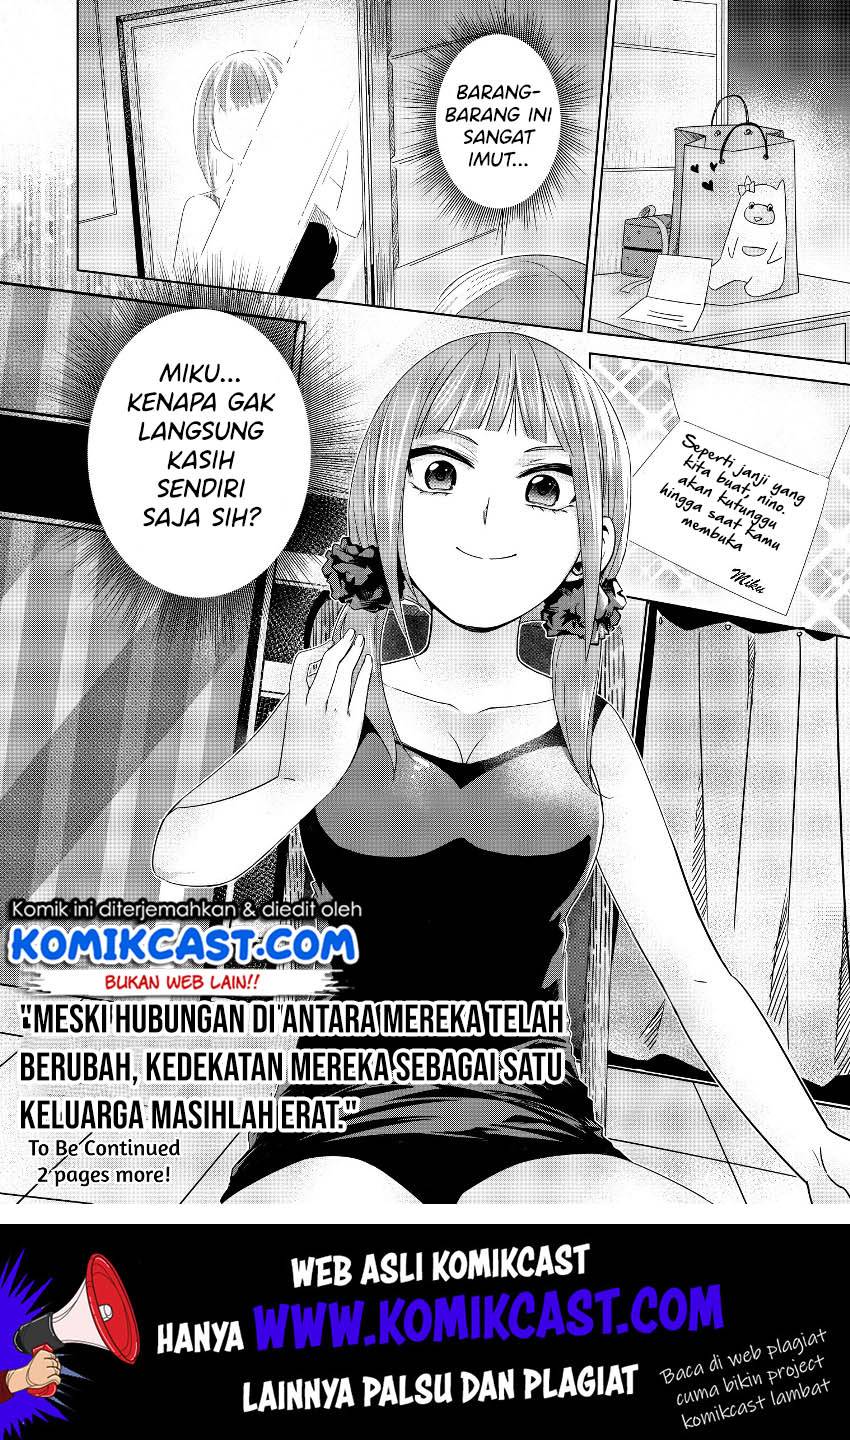 BARANG-
BARANG INI
SANGAT
IMUT...
MIKU...
KENAPA GAK
LANGSUNG
KASIH
SENDIRI
SAJA SIH?
Seperti janji yang
kita buat, nino.
akan kutunggu
hingga saat kamu
membuka
Miku
Komik ini diterjemahkan & diedit oleh
KOMIKCAST.COM
BUKAN WEB LAIN!!
"MESKI HUBUNGAN DI ANTARA MEREKA TELAH
BERUBAH, KEDEKATAN MEREKA SEBAGAI SATU
KELUARGA MASIHLAH ERAT."
To Be Continued
2 pages more!
WEB ASLI KOMIKCAST
HANYA WWW.KOMIKCAST.COM
LAINNYA PALSU DAN PLAGIAT
Baca di web plagiat
cuma bikin project
komikcast lambat